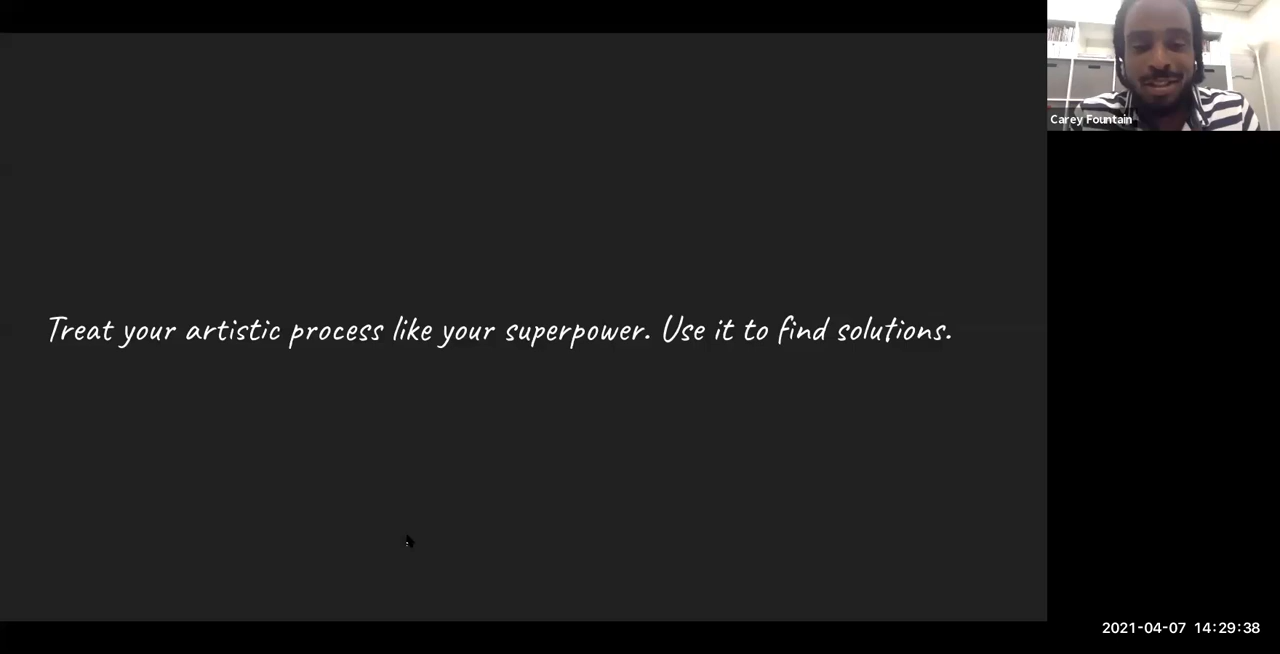 Carey Fountain
Treat your artistic process like your superpower. Use it to find solutions.
2021-04-07 14:29:38